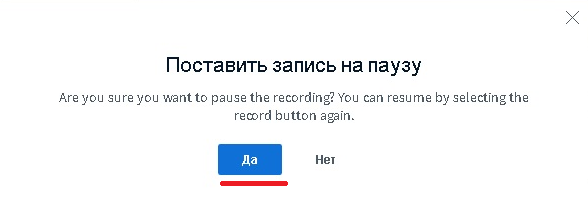 Поставить запись на паузу
Are you sure you want to pause the recording? You can resume by selecting the
record button again.
Да
Нет